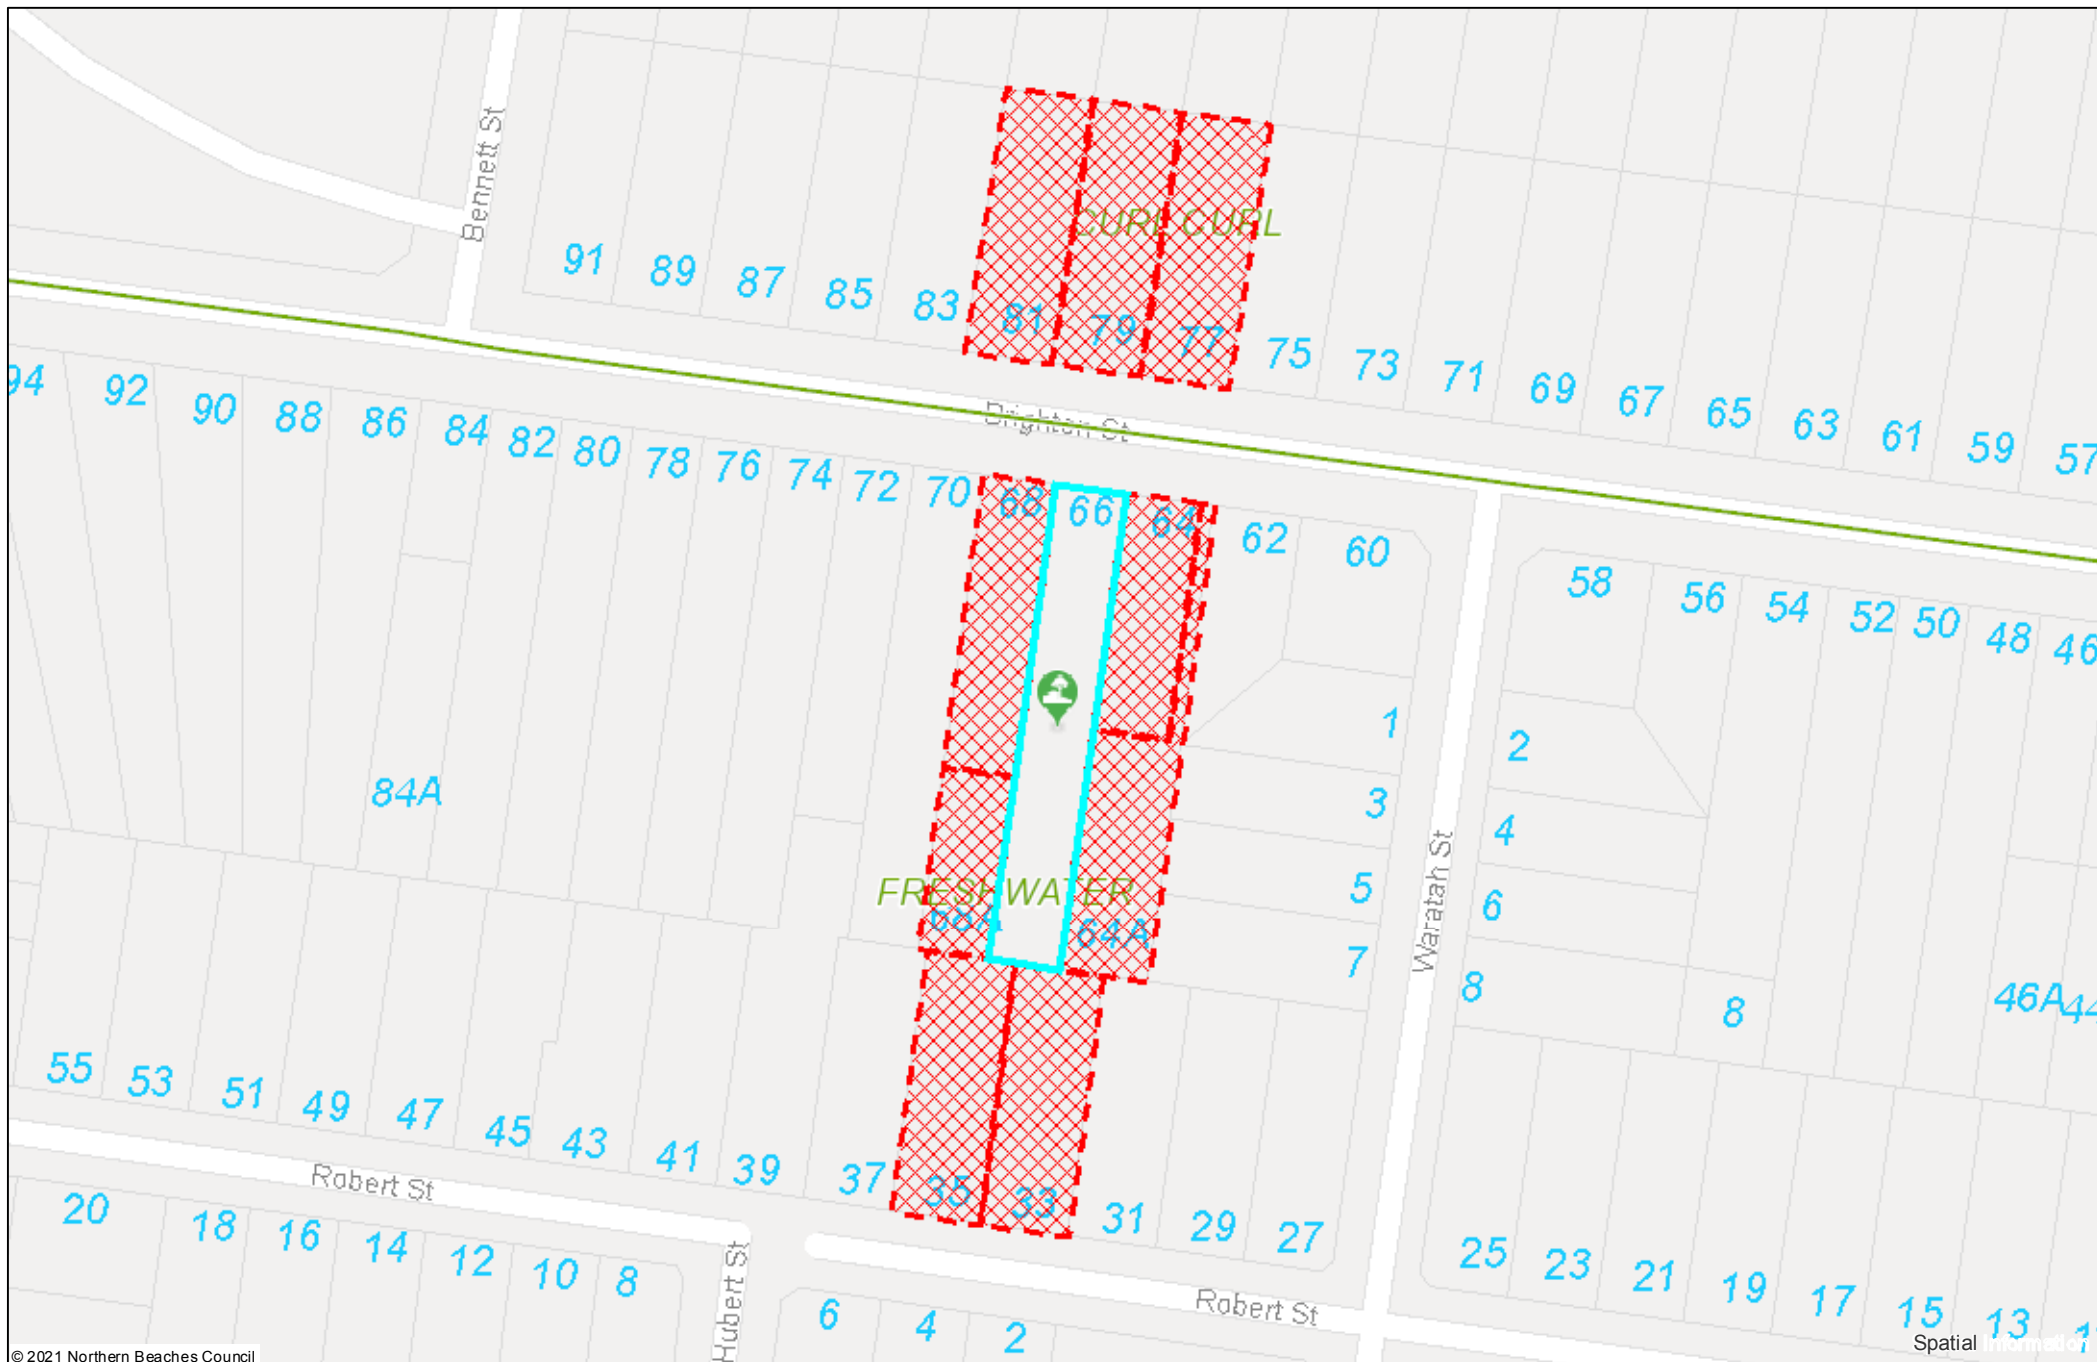 Bennett St
CURL CURL
91 89 87 85 83 81 79 77 75 73 71 69 67 65 63 61 59 57
Brighton St
94 92 90 88 86 84 82 80 78 76 74 72 70 68 66 64 62 60
58 56 54 52 50 48 46
1
2
3
4
84A
5
6
FRESHWATER
68A 64A
7
Waratah St
8
8
46A 44
55 53 51 49 47 45 43 41 39 37 35 33 31 29 27
25 23 21 19 17 15 13
Robert St
20 18 16 14 12 10 8
Hubert St
Robert St
6 4 2
Spatial Information
© 2021 Northern Beaches Council